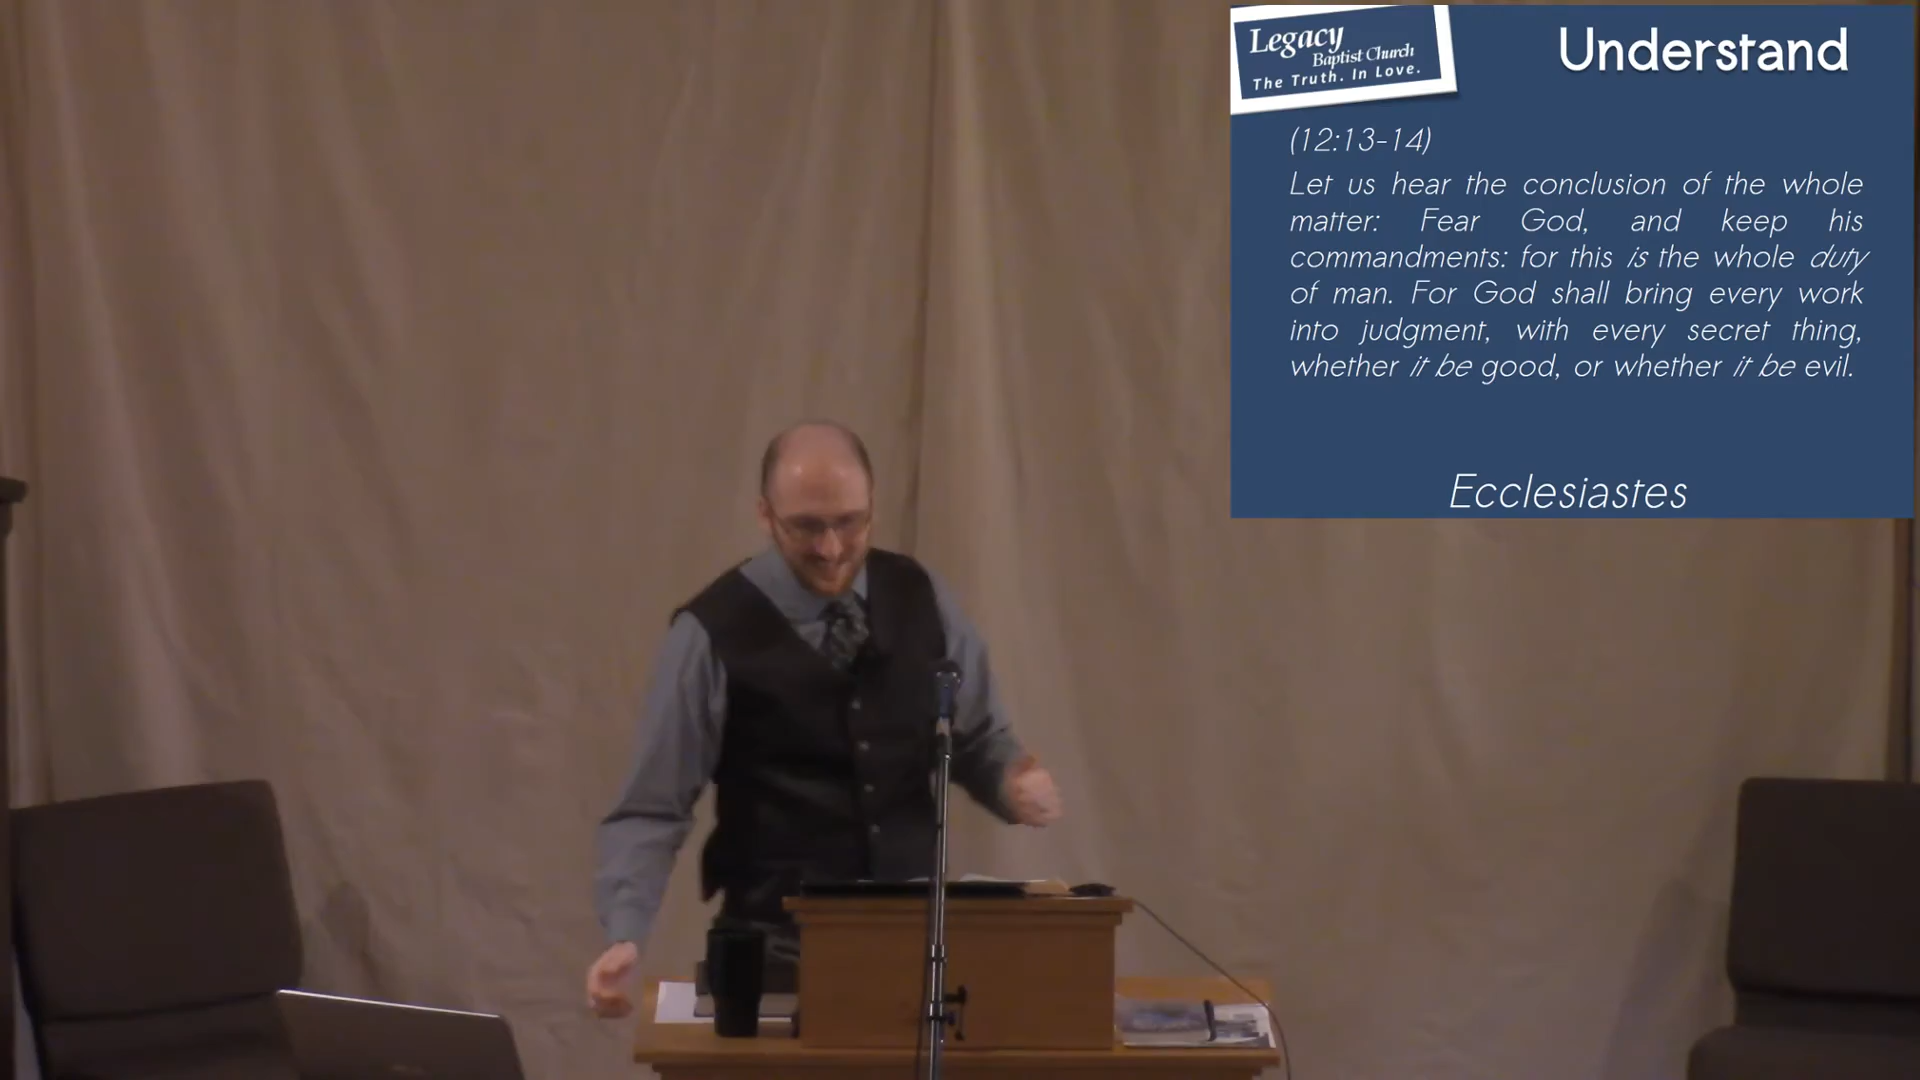 Legacy
Baptist Church
The Truth. In Love.
Understand
(12:13-14)
Let us hear the conclusion of the whole
matter: Fear God, and keep his
commandments: for this is the whole duty
of man. For God shall bring every work
into judgment, with every secret thing,
whether it be good, or whether it be evil.
Ecclesiastes